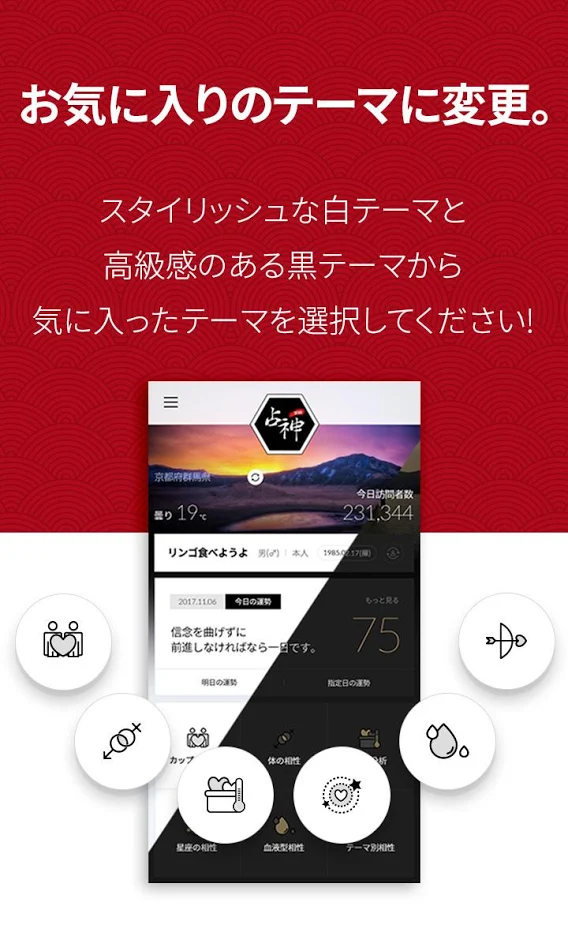 お気に入りのテーマに変更。
スタイリッシュな白テーマと
高級感のある黒テーマから
気に入ったテーマを選択してください!
占神
京都府群馬県
今日訪問者数
曇り 19℃
231,344
リンゴ食べようよ 男(♂) 本人
2017.11.06 今日の運勢 もっと見る
信念を曲げずに
前進しなければなら一日です。
75
明日の運勢 指定日の運勢
カップ 体の相性 分析
星座の相性 血液型相性 テーマ別相性